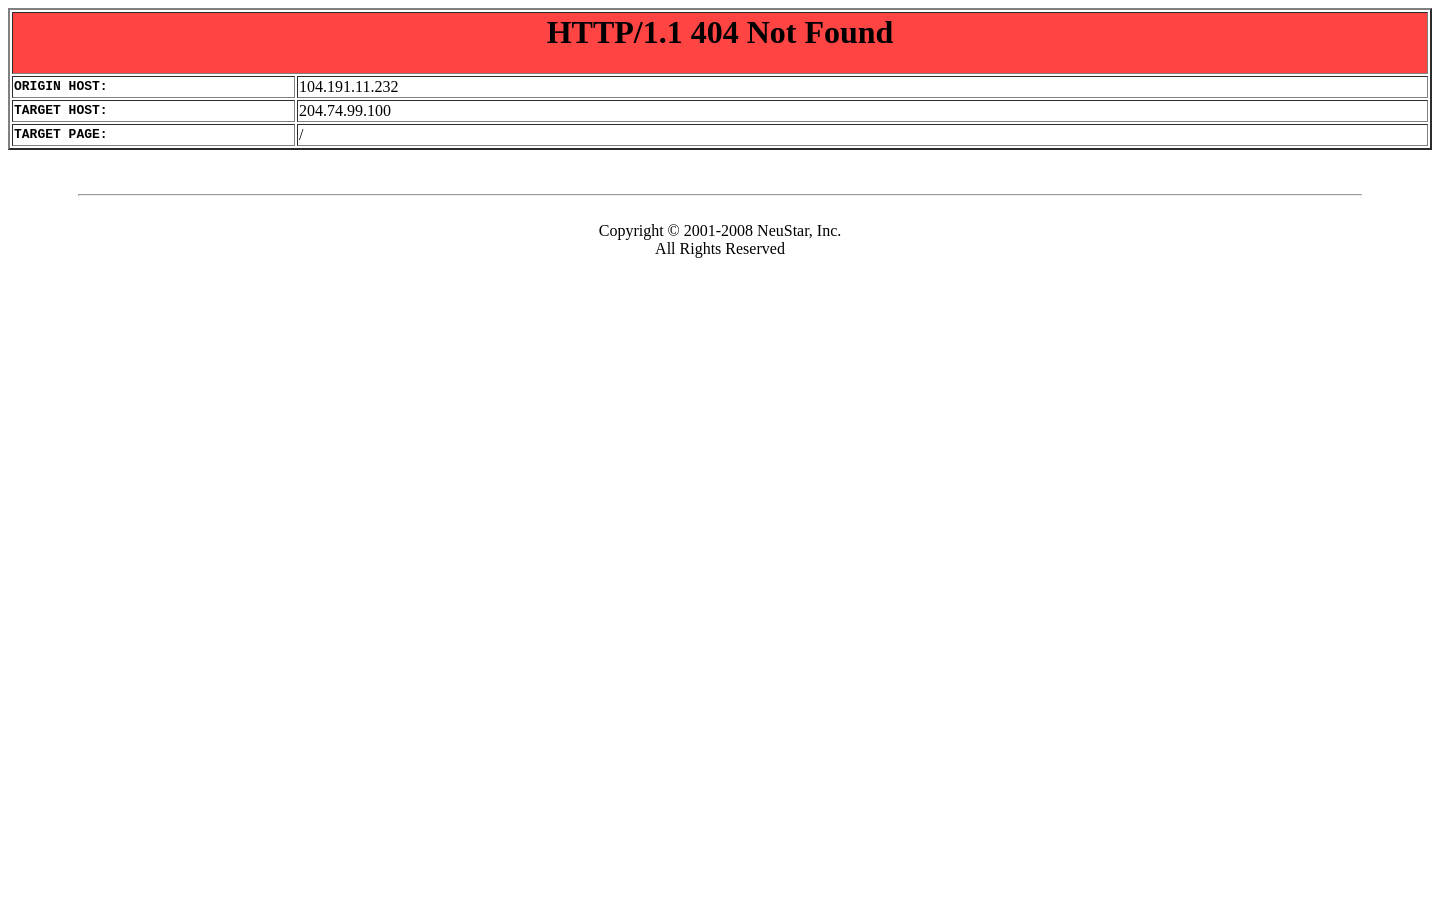 HTTP/1.1 404 Not Found
ORIGIN HOST: 104.191.11.232
TARGET HOST: 204.74.99.100
TARGET PAGE: /
Copyright © 2001-2008 NeuStar, Inc.
All Rights Reserved